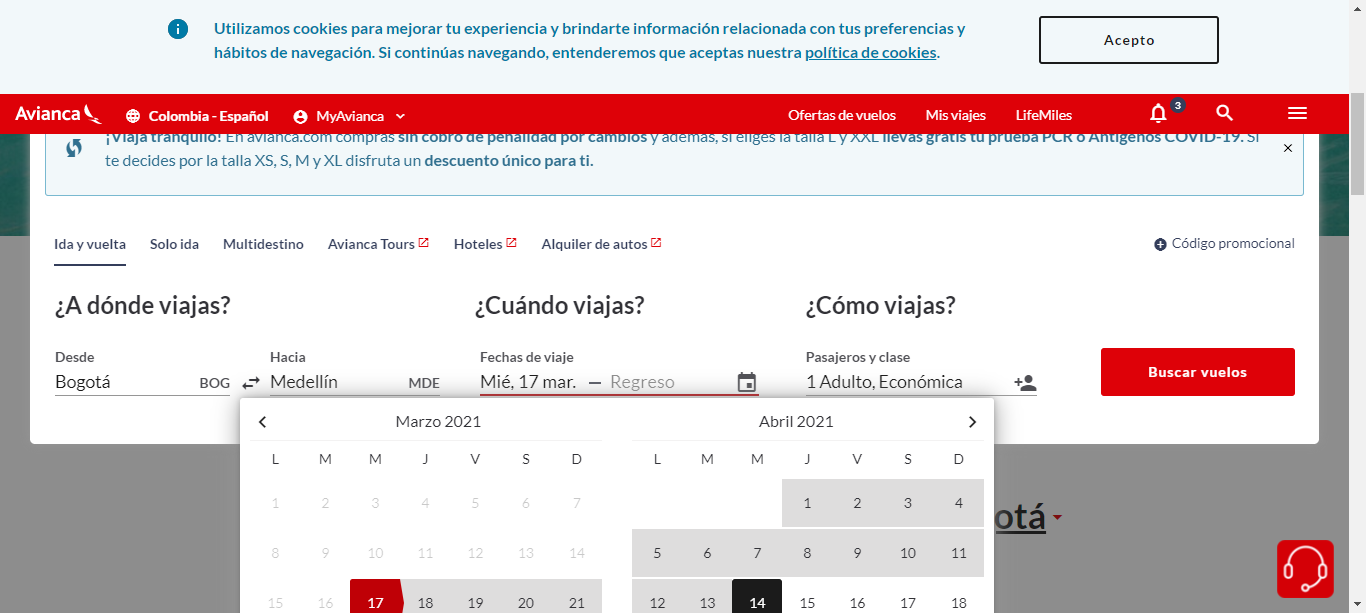 Utilizamos cookies para mejorar tu experiencia y brindarte información relacionada con tus preferencias y
hábitos de navegación. Si continúas navegando, entenderemos que aceptas nuestra política de cookies.
Acepto
Avianca
Colombia - Español
MyAvianca
Ofertas de vuelos
Mis viajes
LifeMiles
3
¡Viaja tranquilo! En avianca.com compras sin cobro de penalidad por cambios y además, si eliges la talla L y XXL llevas gratis tu prueba PCR o Antígenos COVID-19. Si
te decides por la talla XS, S, M y XL disfruta un descuento único para ti.
Ida y vuelta
Solo ida
Multidestino
Avianca Tours
Hoteles
Alquiler de autos
Código promocional
¿A dónde viajas?
¿Cuándo viajas?
¿Cómo viajas?
Desde
Hacia
Fechas de viaje
Pasajeros y clase
Bogotá BOG
Medellín MDE
Mié, 17 mar. — Regreso
1 Adulto, Económica
Buscar vuelos
Marzo 2021
L M M J V S D
1 2 3 4 5 6 7
8 9 10 11 12 13 14
15 16 17 18 19 20 21
Abril 2021
L M M J V S D
1 2 3 4
5 6 7 8 9 10 11
12 13 14 15 16 17 18
otá